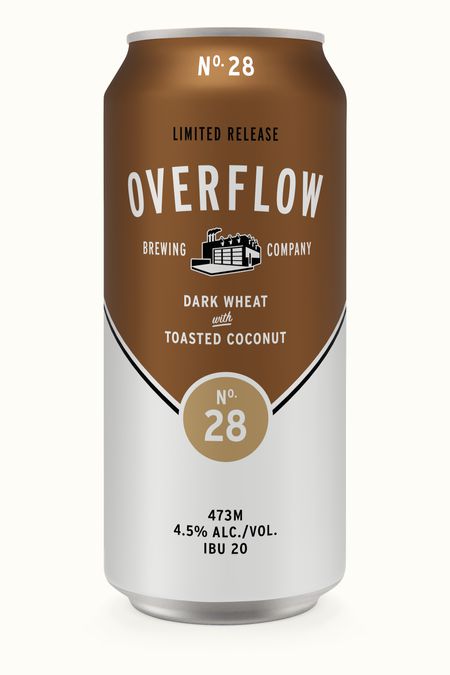 Nº. 28
LIMITED RELEASE
OVERFLOW
BREWING COMPANY
DARK WHEAT
with
TOASTED COCONUT
Nº.
28
473M
4.5% ALC./VOL.
IBU 20